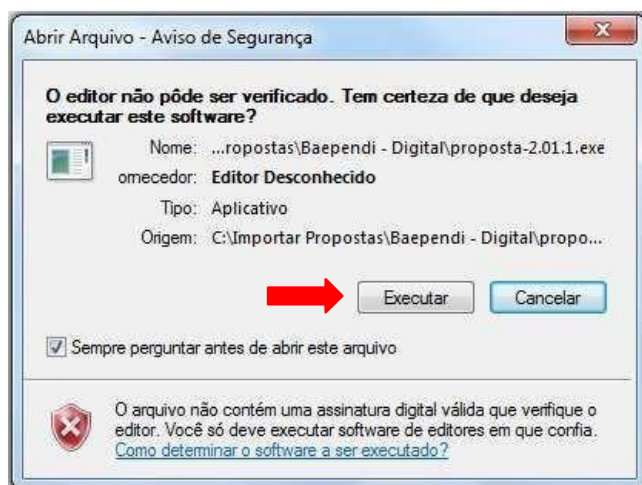 Abrir Arquivo - Aviso de Segurança
O editor não pôde ser verificado. Tem certeza de que deseja
executar este software?
Nome: ...ropostas\Baependi - Digital\proposta-2.01.1.exe
omecedor: Editor Desconhecido
Tipo: Aplicativo
Origem: C:\Importar Propostas\Baependi - Digital\propo...
Executar Cancelar
Sempre perguntar antes de abrir este arquivo
O arquivo não contém uma assinatura digital válida que verifique o
editor. Você só deve executar software de editores em que confia.
Como determinar o software a ser executado?